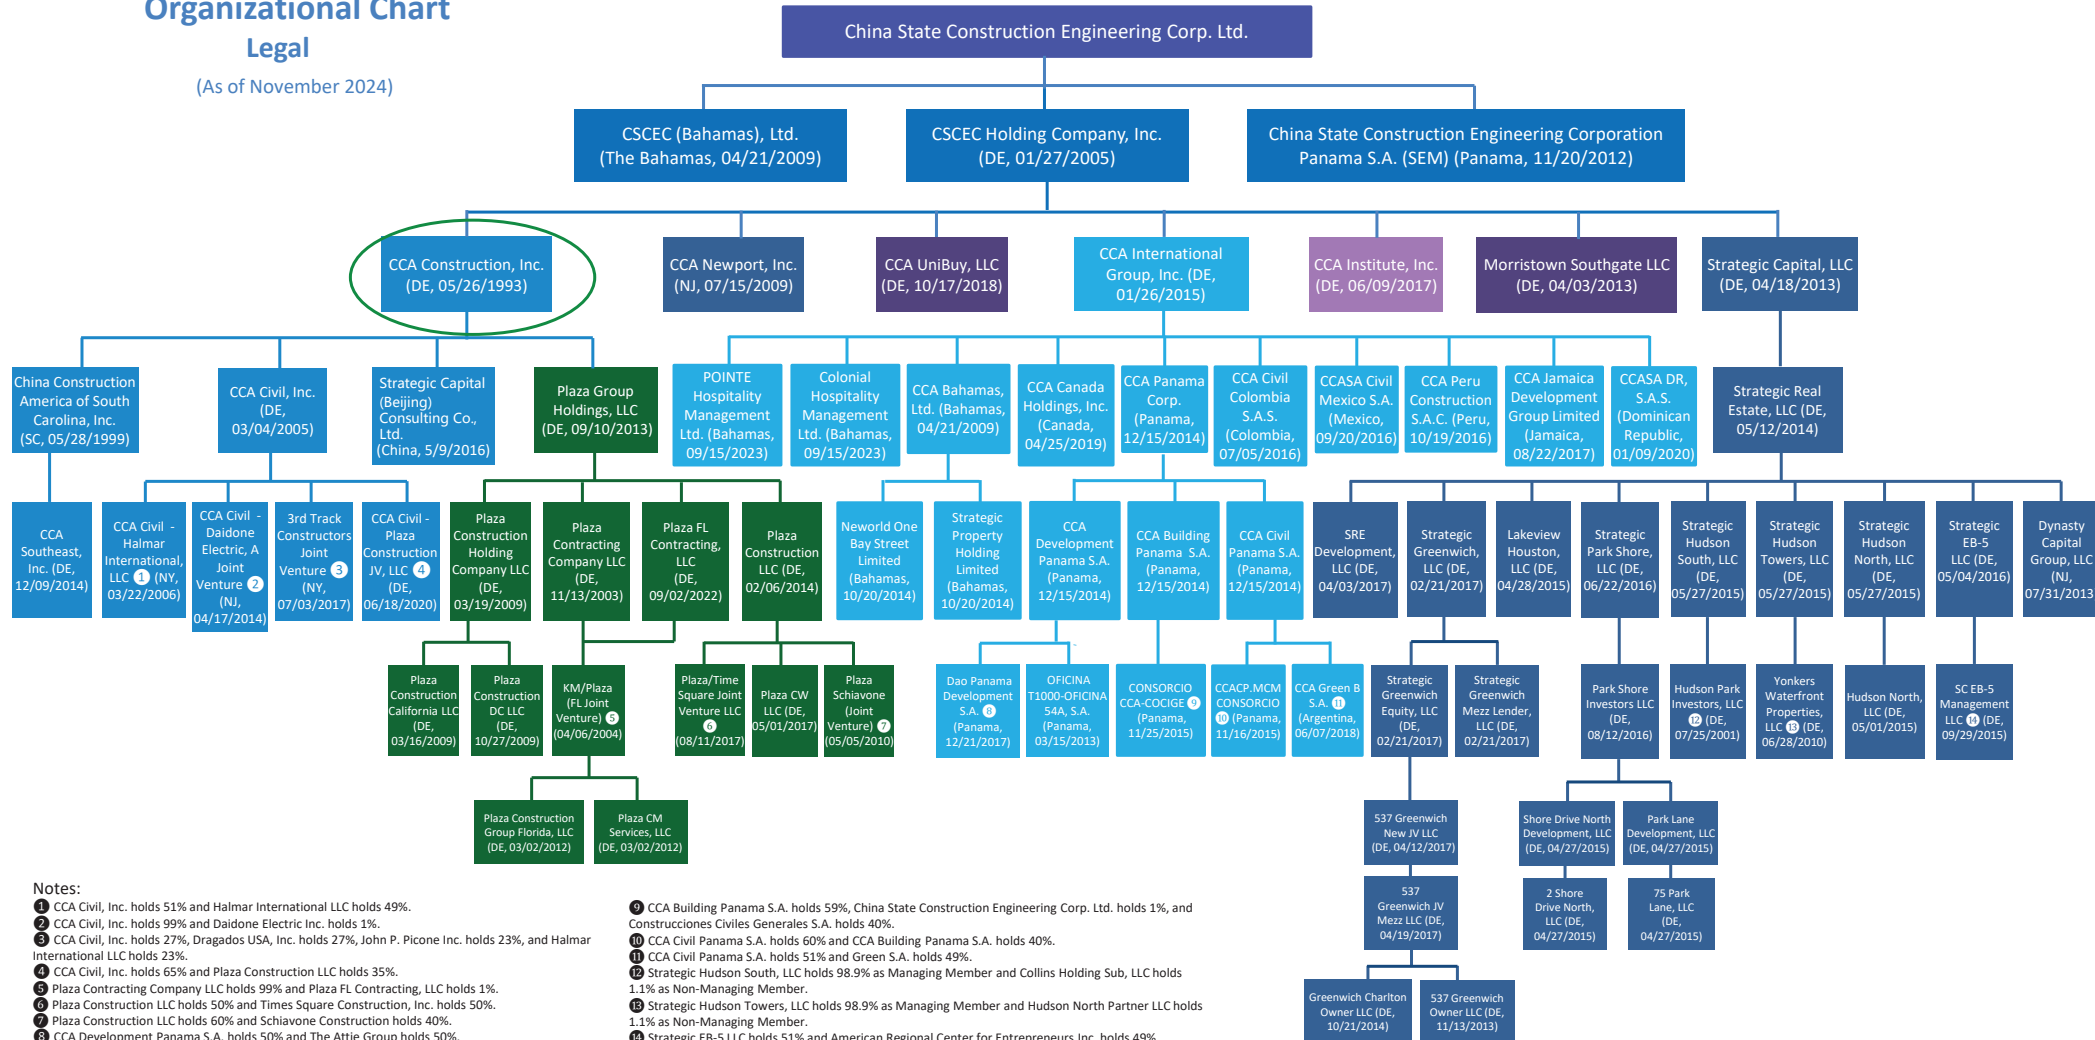 Organizational Chart
Legal
(As of November 2024)
China State Construction Engineering Corp. Ltd.
CSCEC (Bahamas), Ltd.
(The Bahamas, 04/21/2009)
CSCEC Holding Company, Inc.
(DE, 01/27/2005)
China State Construction Engineering Corporation
Panama S.A. (SEM) (Panama, 11/20/2012)
CCA Construction, Inc.
(DE, 05/26/1993)
CCA Newport, Inc.
(NJ, 07/15/2009)
CCA UniBuy, LLC
(DE, 10/17/2018)
CCA International
Group, Inc. (DE,
01/26/2015)
CCA Institute, Inc.
(DE, 06/09/2017)
Morristown Southgate LLC
(DE, 04/03/2013)
Strategic Capital, LLC
(DE, 04/18/2013)
China Construction
America of South
Carolina, Inc.
(SC, 05/28/1999)
CCA Civil, Inc.
(DE,
03/04/2005)
Strategic Capital
(Beijing)
Consulting Co.,
Ltd.
(China, 5/9/2016)
Plaza Group
Holdings, LLC
(DE, 09/10/2013)
POINTE
Hospitality
Management
Ltd. (Bahamas,
09/15/2023)
Colonial
Hospitality
Management
Ltd. (Bahamas,
09/15/2023)
CCA Bahamas,
Ltd. (Bahamas,
04/21/2009)
CCA Canada
Holdings, Inc.
(Canada,
04/25/2019)
CCA Panama
Corp.
(Panama,
12/15/2014)
CCA Civil
Colombia
S.A.S.
(Colombia,
07/05/2016)
CCASA Civil
Mexico S.A.
(Mexico,
09/20/2016)
CCA Peru
Construction
S.A.C. (Peru,
10/19/2016)
CCA Jamaica
Development
Group Limited
(Jamaica,
08/22/2017)
CCASA DR,
S.A.S.
(Dominican
Republic,
01/09/2020)
Strategic Real
Estate, LLC (DE,
05/12/2014)
CCA
Southeast,
Inc. (DE,
12/09/2014)
CCA Civil -
Halmar
International,
LLC ❶ (NY,
03/22/2006)
CCA Civil -
Daidone
Electric, A
Joint
Venture ❷
(NJ,
04/17/2014)
3rd Track
Constructors
Joint
Venture ❸
(NY,
07/03/2017)
CCA Civil -
Plaza
Construction
JV, LLC ❹
(DE,
06/18/2020)
Plaza
Construction
Holding
Company LLC
(DE,
03/19/2009)
Plaza
Contracting
Company LLC
(DE,
11/13/2003)
Plaza FL
Contracting,
LLC
(DE,
09/02/2022)
Plaza
Construction
LLC (DE,
02/06/2014)
Neworld One
Bay Street
Limited
(Bahamas,
10/20/2014)
Strategic
Property
Holding
Limited
(Bahamas,
10/20/2014)
CCA
Development
Panama S.A.
(Panama,
12/15/2014)
CCA Building
Panama S.A.
(Panama,
12/15/2014)
CCA Civil
Panama S.A.
(Panama,
12/15/2014)
SRE
Development,
LLC (DE,
04/03/2017)
Strategic
Greenwich,
LLC (DE,
02/21/2017)
Lakeview
Houston,
LLC (DE,
04/28/2015)
Strategic
Park Shore,
LLC (DE,
06/22/2016)
Strategic
Hudson
South, LLC
(DE,
05/27/2015)
Strategic
Hudson
Towers, LLC
(DE,
05/27/2015)
Strategic
Hudson
North, LLC
(DE,
05/27/2015)
Strategic
EB-5
LLC (DE,
05/04/2016)
Dynasty
Capital
Group, LLC
(NJ,
07/31/2013
Plaza
Construction
California LLC
(DE,
03/16/2009)
Plaza
Construction
DC LLC
(DE,
10/27/2009)
KM/Plaza
(FL Joint
Venture) ❺
(04/06/2004)
Plaza/Time
Square Joint
Venture LLC
❻
(08/11/2017)
Plaza CW
LLC (DE,
05/01/2017)
Plaza
Schiavone
(Joint
Venture) ❼
(05/05/2010)
Dao Panama
Development
S.A. ❽
(Panama,
12/21/2017)
OFICINA
T1000-OFICINA
54A, S.A.
(Panama,
03/15/2013)
CONSORCIO
CCA-COCIGE ❾
(Panama,
11/25/2015)
CCACP.MCM
CONSORCIO
❿ (Panama,
11/16/2015)
CCA Green B
S.A. ⓫
(Argentina,
06/07/2018)
Strategic
Greenwich
Equity, LLC
(DE,
02/21/2017)
Strategic
Greenwich
Mezz Lender,
LLC (DE,
02/21/2017)
Park Shore
Investors LLC
(DE,
08/12/2016)
Hudson Park
Investors, LLC
⓬ (DE,
07/25/2001)
Yonkers
Waterfront
Properties,
LLC ⓭ (DE,
06/28/2010)
Hudson North,
LLC (DE,
05/01/2015)
SC EB-5
Management
LLC ⓮ (DE,
09/29/2015)
Plaza Construction
Group Florida, LLC
(DE, 03/02/2012)
Plaza CM
Services, LLC
(DE, 03/02/2012)
537 Greenwich
New JV LLC
(DE, 04/12/2017)
Shore Drive North
Development, LLC
(DE, 04/27/2015)
Park Lane
Development, LLC
(DE, 04/27/2015)
537
Greenwich JV
Mezz LLC (DE,
04/19/2017)
2 Shore
Drive North,
LLC (DE,
04/27/2015)
75 Park
Lane, LLC
(DE,
04/27/2015)
Greenwich Charlton
Owner LLC (DE,
10/21/2014)
537 Greenwich
Owner LLC (DE,
11/13/2013)
Notes:
❶ CCA Civil, Inc. holds 51% and Halmar International LLC holds 49%.
❷ CCA Civil, Inc. holds 99% and Daidone Electric Inc. holds 1%.
❸ CCA Civil, Inc. holds 27%, Dragados USA, Inc. holds 27%, John P. Picone Inc. holds 23%, and Halmar
International LLC holds 23%.
❹ CCA Civil, Inc. holds 65% and Plaza Construction LLC holds 35%.
❺ Plaza Contracting Company LLC holds 99% and Plaza FL Contracting, LLC holds 1%.
❻ Plaza Construction LLC holds 50% and Times Square Construction, Inc. holds 50%.
❼ Plaza Construction LLC holds 60% and Schiavone Construction holds 40%.
❽ CCA Development Panama S.A. holds 50% and The Attie Group holds 50%.
❾ CCA Building Panama S.A. holds 59%, China State Construction Engineering Corp. Ltd. holds 1%, and
Construcciones Civiles Generales S.A. holds 40%.
❿ CCA Civil Panama S.A. holds 60% and CCA Building Panama S.A. holds 40%.
⓫ CCA Civil Panama S.A. holds 51% and Green S.A. holds 49%.
⓬ Strategic Hudson South, LLC holds 98.9% as Managing Member and Collins Holding Sub, LLC holds
1.1% as Non-Managing Member.
⓭ Strategic Hudson Towers, LLC holds 98.9% as Managing Member and Hudson North Partner LLC holds
1.1% as Non-Managing Member.
⓮ Strategic EB-5 LLC holds 51% and American Regional Center for Entrepreneurs Inc. holds 49%.